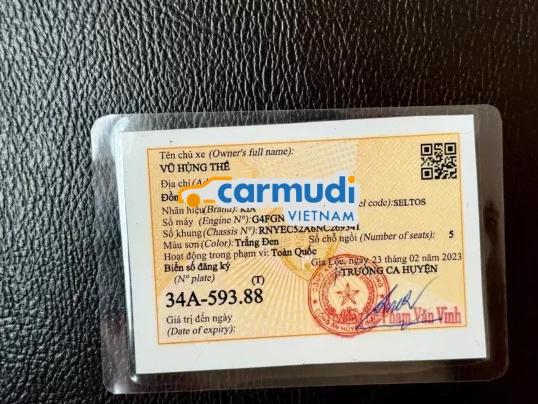 Tên chủ xe (Owner's full name):
VŨ HÙNG THẾ
Địa chỉ
carmudi
VIETNAM
Nhãn hiệu(Brand): KIA
el code):SELTOS
Số máy (Engine N°): G4FGN
Số khung(Chassis N°):
Màu sơn (Color): Trắng Đen Số chỗ ngồi (Number of seats): 5
Hoạt động trong phạm vi: Toàn Quốc
Gia Lộc, ngày 23 tháng 02 năm 2023
Biển số đăng ký
TRƯỞNG CA HUYỆN
(N° plate) (T)
34A-593.88
Giá trị đến ngày
(Date of expiry):
Phạm Văn Vinh